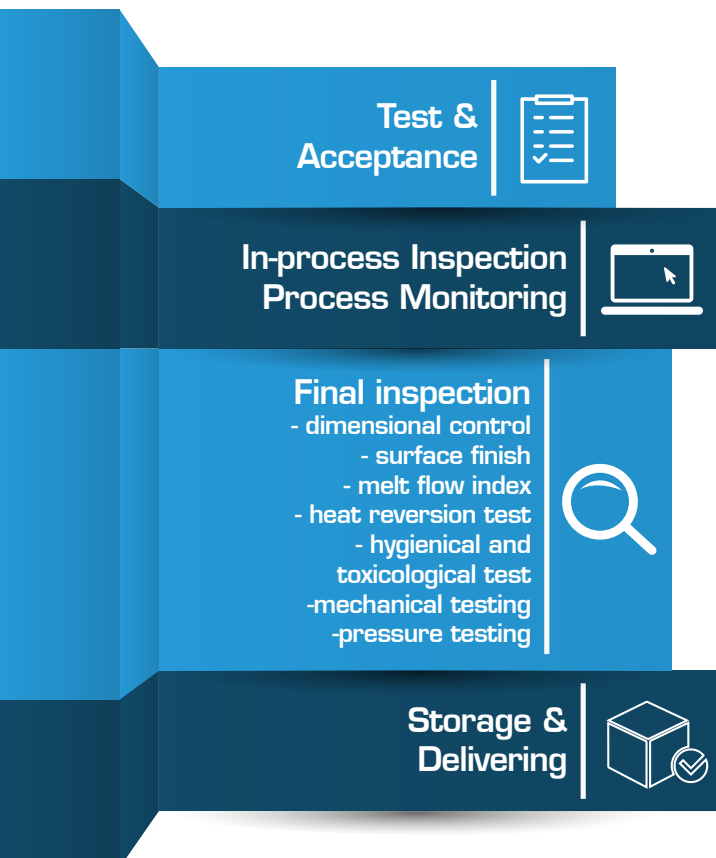 Test &
Acceptance
In-process Inspection
Process Monitoring
Final inspection
- dimensional control
- surface finish
- melt flow index
- heat reversion test
- hygienical and
toxicological test
-mechanical testing
-pressure testing
Storage &
Delivering